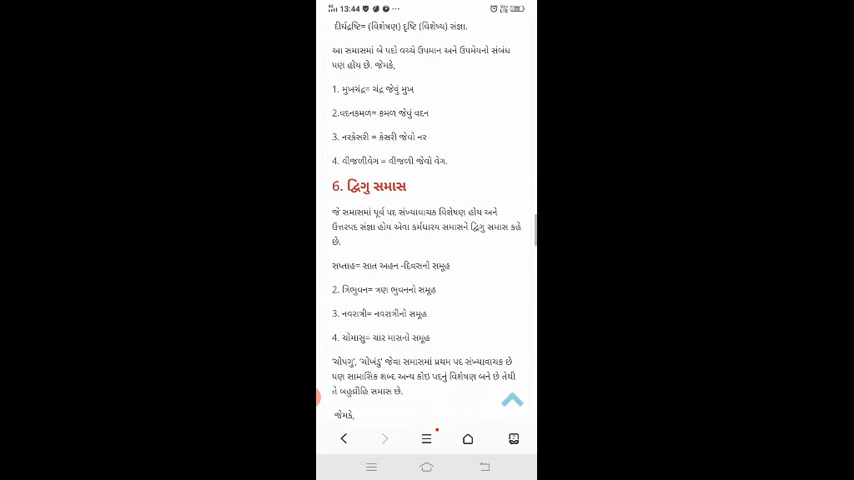 13:44
દીર્ઘદ્રષ્ટિ= (વિશેષણ) દૃષ્ટિ (વિશેષ્ય) સંજ્ઞા.
આ સમાસમાં બે પદો વચ્ચે ઉપમાન અને ઉપમેયનો સંબંધ
પણ હોય છે. જેમકે,
1. મુખચંદ્ર= ચંદ્ર જેવું મુખ
2.વદનકમળ= કમળ જેવું વદન
3. નરકેસરી = કેસરી જેવો નર
4. વીજળીવેગ = વીજળી જેવો વેગ.
6. દ્વિગુ સમાસ
જે સમાસમાં પૂર્વ પદ સંખ્યાવાચક વિશેષણ હોય અને
ઉત્તરપદ સંજ્ઞા હોય એવા કર્મધારય સમાસને દ્વિગુ સમાસ કહે
છે.
સપ્તાહ= સાત અહન -દિવસનો સમૂહ
2. ત્રિભુવન= ત્રણ ભુવનનો સમૂહ
3. નવરાત્રી= નવરાત્રીનો સમૂહ
4. ચોમાસુ= ચાર માસનો સમૂહ
'ચોપગુ', 'ચોખંડુ' જેવા સમાસમાં પ્રથમ પદ સંખ્યાવાચક છે
પણ સામાસિક શબ્દ અન્ય કોઇ પદનું વિશેષણ બને છે તેથી
તે બહુવ્રીહિ સમાસ છે.
જેમકે,